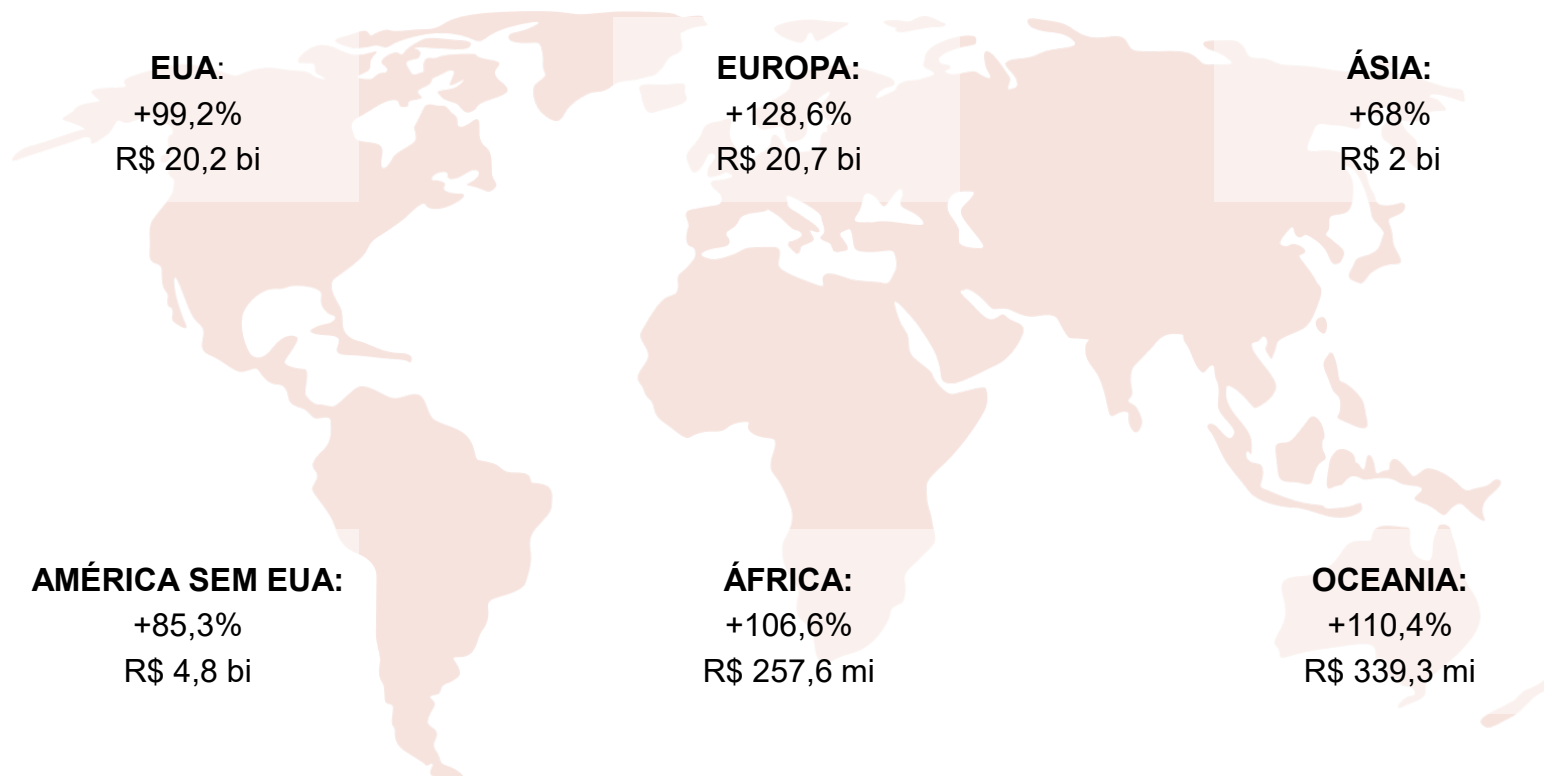 EUA:
+99,2%
R$ 20,2 bi
EUROPA:
+128,6%
R$ 20,7 bi
ÁSIA:
+68%
R$ 2 bi
AMÉRICA SEM EUA:
+85,3%
R$ 4,8 bi
ÁFRICA:
+106,6%
R$ 257,6 mi
OCEANIA:
+110,4%
R$ 339,3 mi